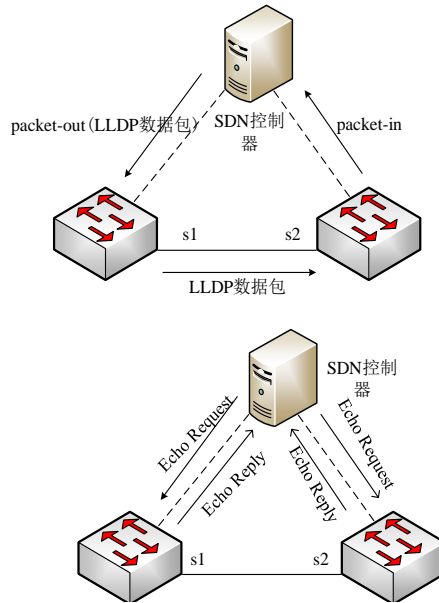 packet-out(LLDP数据包)
SDN控制
器
packet-in
s1
s2
LLDP数据包
SDN控制
器
Echo Request
Echo Reply
Echo Reply
Echo Request
s1
s2